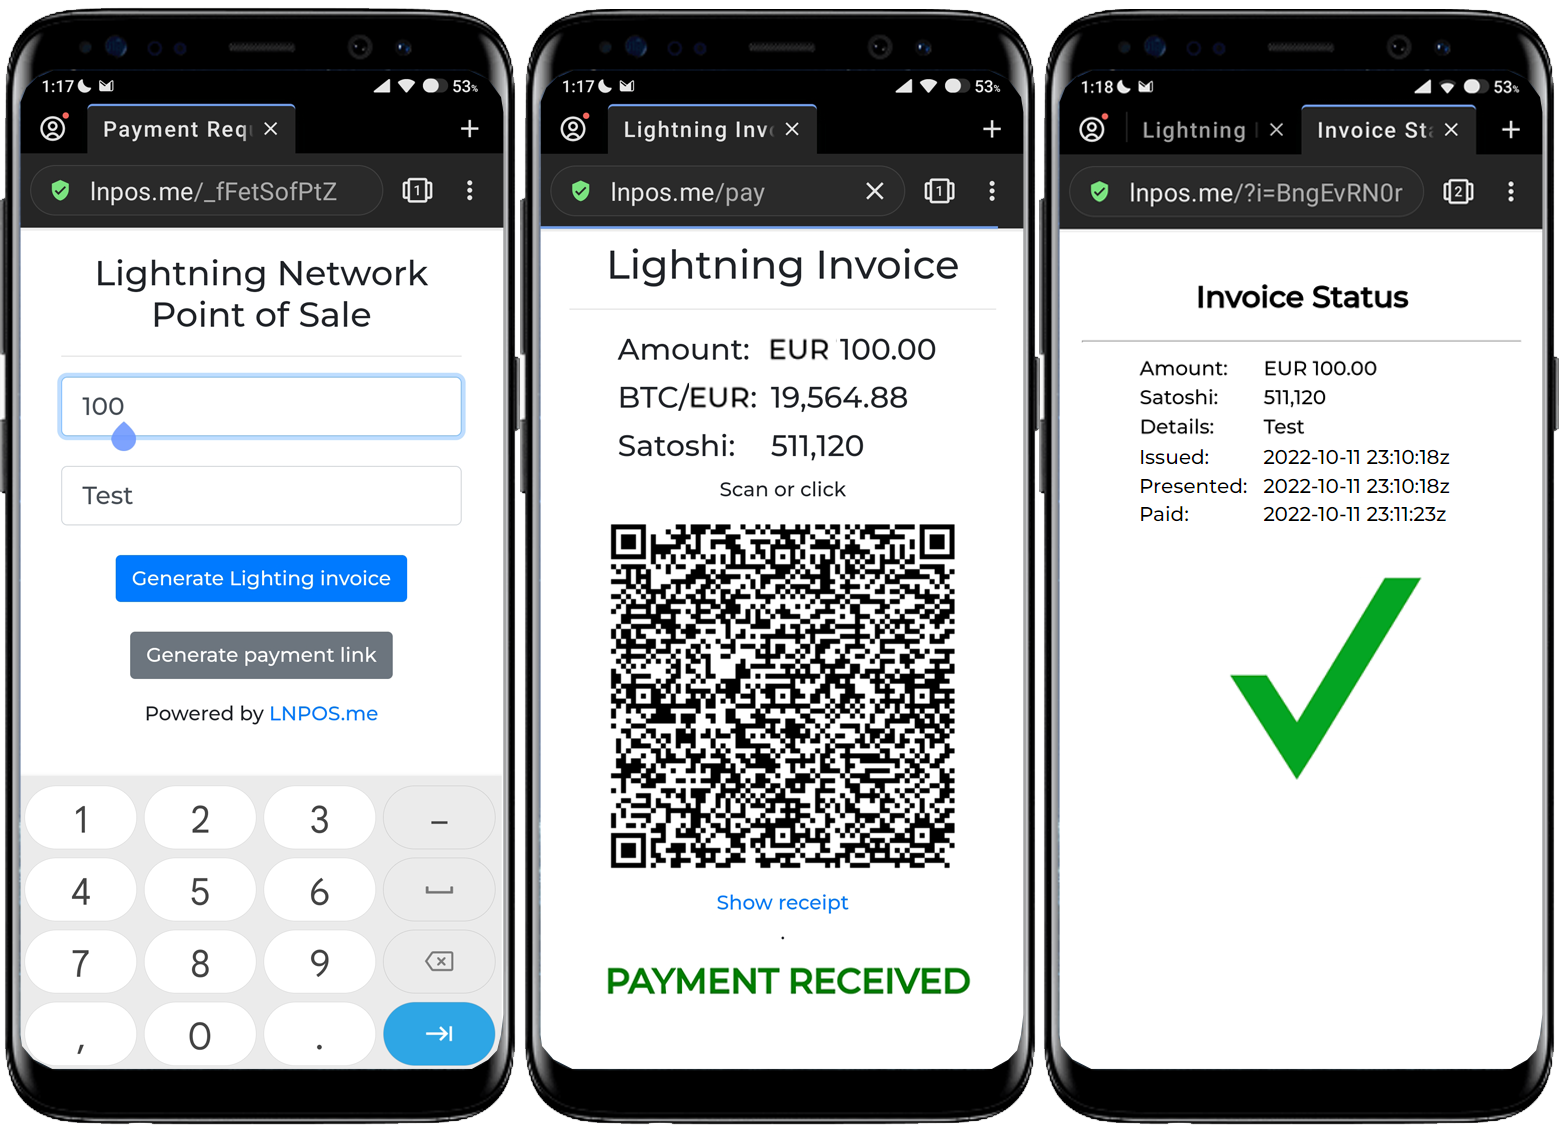 1:17 53%
Payment Req
lnpos.me/_fFetSofPtZ 1
Lightning Network
Point of Sale
100
Test
Generate Lighting invoice
Generate payment link
Powered by LNPOS.me
1 2 3 –
4 5 6
7 8 9
, 0 .
1:17 53%
Lightning Inv
lnpos.me/pay 1
Lightning Invoice
Amount: EUR 100.00
BTC/EUR: 19,564.88
Satoshi: 511,120
Scan or click
Show receipt
.
PAYMENT RECEIVED
1:18 53%
Lightning Invoice St
lnpos.me/?i=BngEvRN0r 2
Invoice Status
Amount: EUR 100.00
Satoshi: 511,120
Details: Test
Issued: 2022-10-11 23:10:18z
Presented: 2022-10-11 23:10:18z
Paid: 2022-10-11 23:11:23z